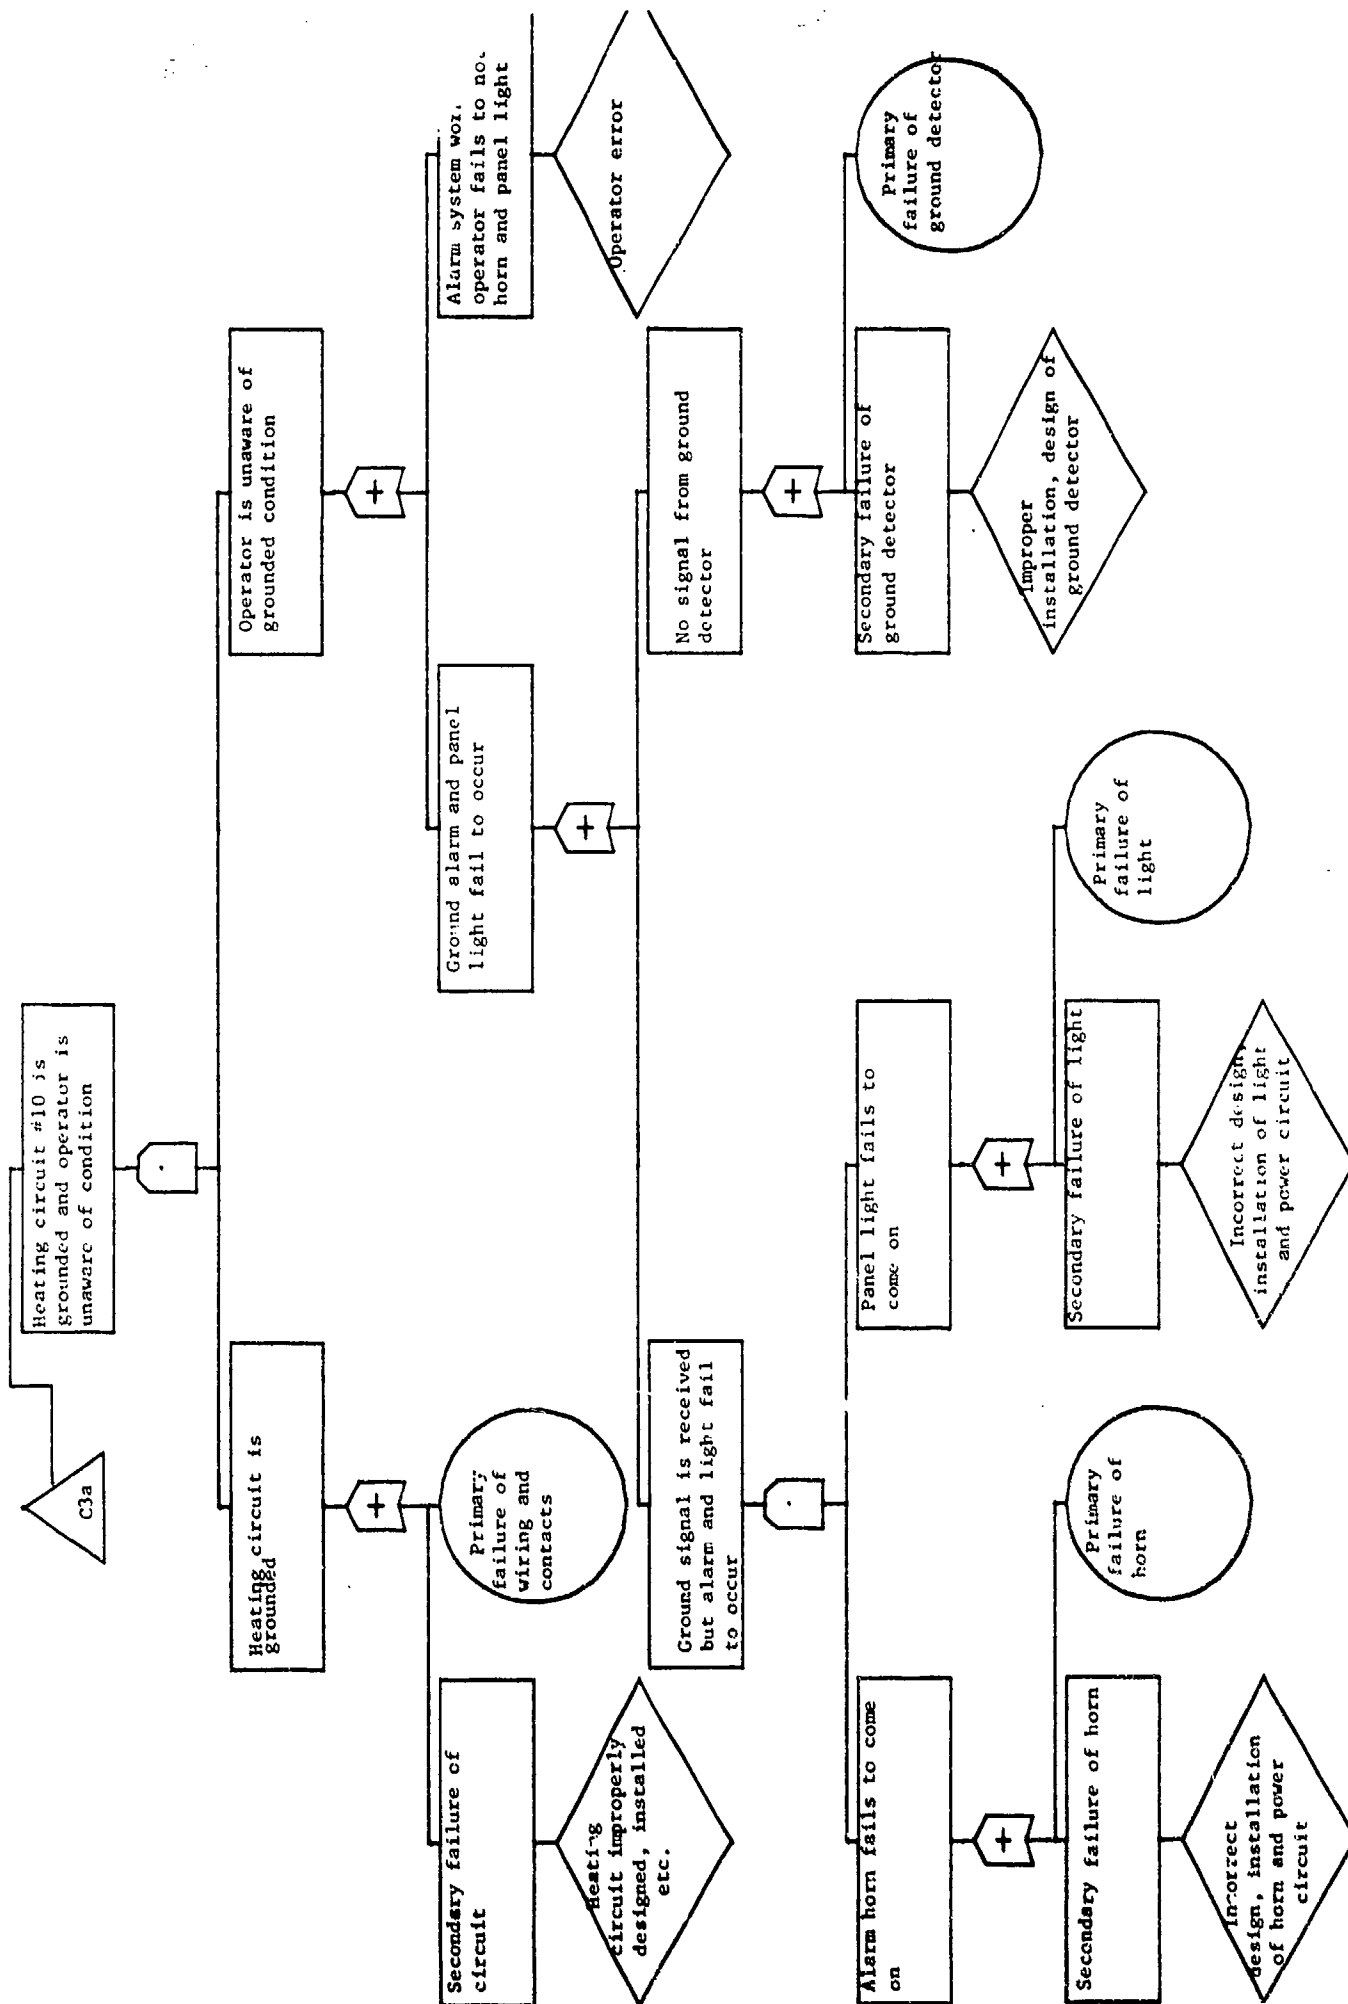 C3a
Heating circuit #10 is
grounded and operator is
unaware of condition
Heating circuit is
grounded
Operator is unaware of
grounded condition
Secondary failure of
circuit
Primary
failure of
wiring and
contacts
Ground alarm and panel
light fail to occur
Alarm system
operator fails to
horn and panel light
Heating
circuit improperly
designed, installed
etc.
Operator error
Ground signal is received
but alarm and light fail
to occur
No signal from ground
detector
Alarm horn fails to come
on
Panel light fails to
come on
Secondary failure of
ground detector
Primary
failure of
ground detector
Secondary failure of horn
Primary
failure of
horn
Secondary failure of light
Primary
failure of
light
Improper
installation, design of
ground detector
Incorrect
design, installation
of horn and power
circuit
Incorrect design,
installation of light
and power circuit
+
+
+
+
+
+
·
·